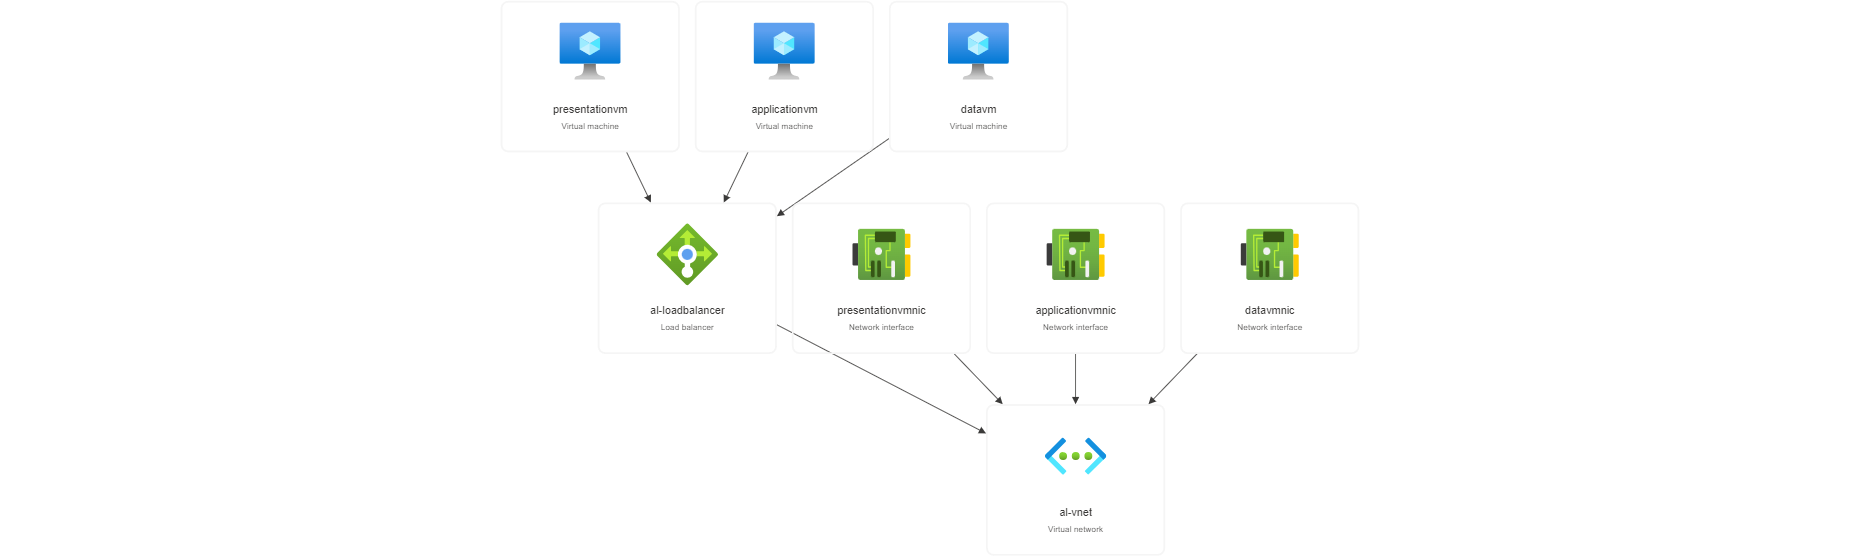 presentationvm
Virtual machine
applicationvm
Virtual machine
datavm
Virtual machine
al-loadbalancer
Load balancer
presentationvmnic
Network interface
applicationvmnic
Network interface
datavmnic
Network interface
al-vnet
Virtual network